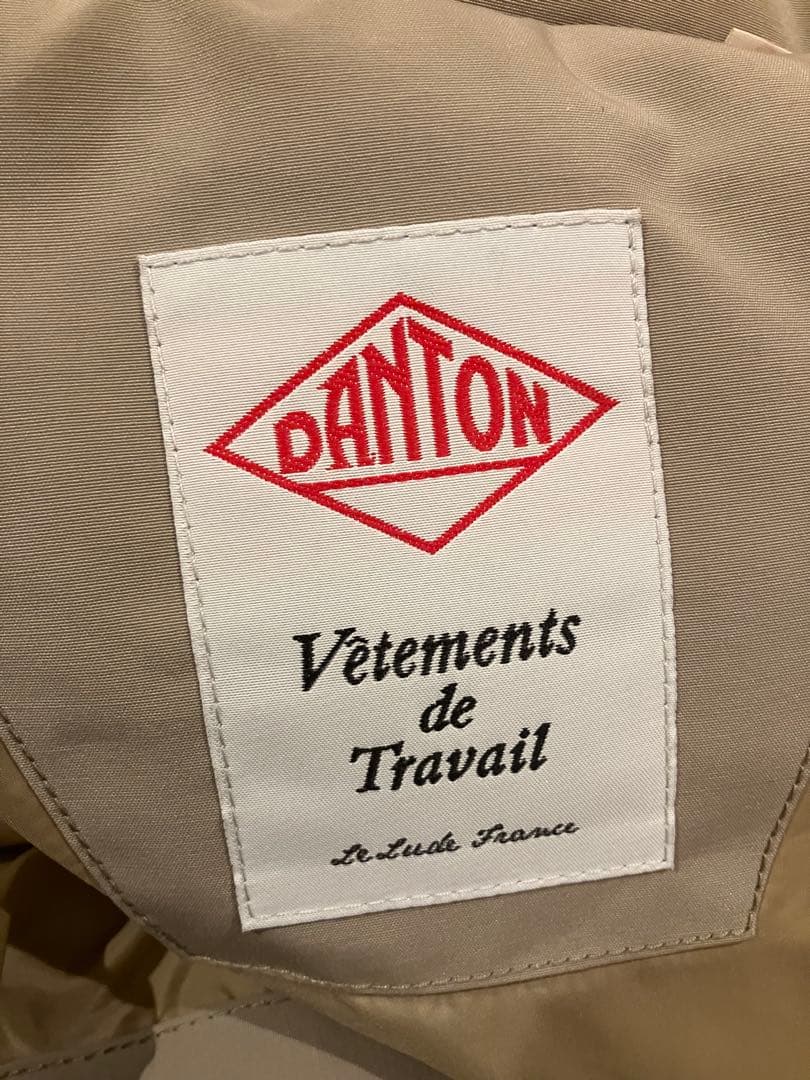 DANTON
Vêtements
de
Travail
Le Lude France